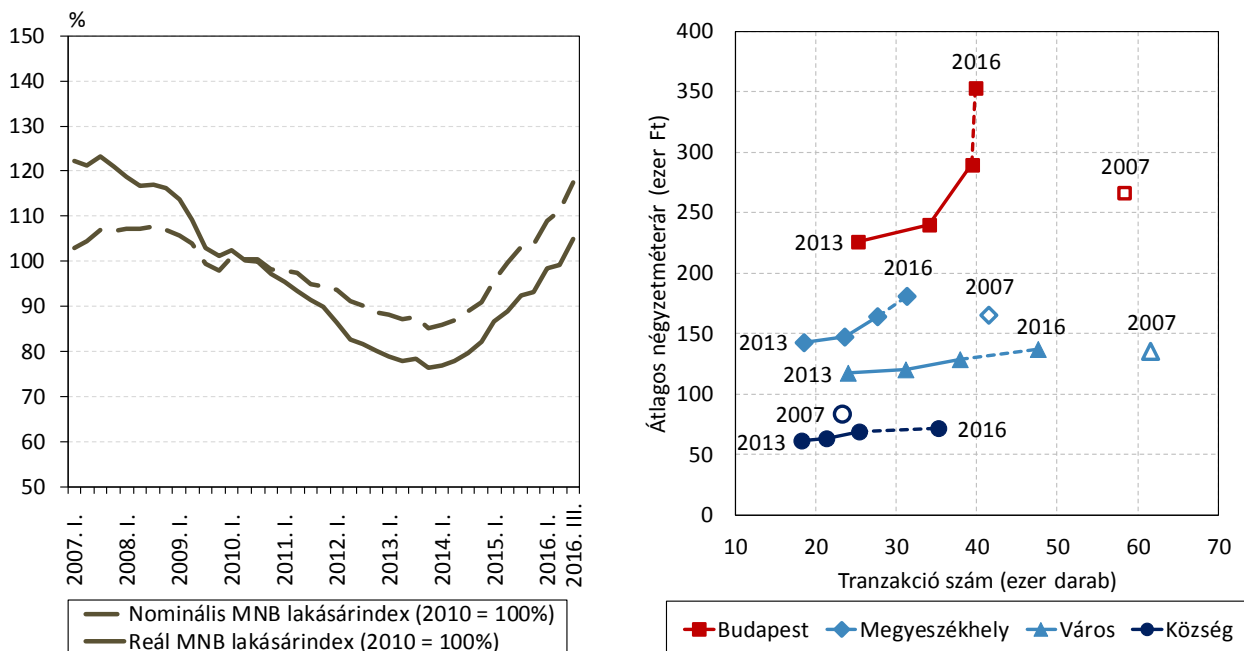 %
150
140
130
120
110
100
90
80
70
60
50
2007. I.
2008. I.
2009. I.
2010. I.
2011. I.
2012. I.
2013. I.
2014. I.
2015. I.
2016. I.
2016. III.
Nominális MNB lakásárindex (2010 = 100%)
Reál MNB lakásárindex (2010 = 100%)
Átlagos négyzetméterár (ezer Ft)
400
350
300
250
200
150
100
50
0
2016
2007
2013
2016
2007
2013
2016
2007
2013
2007
2013
2016
10 20 30 40 50 60 70
Tranzakció szám (ezer darab)
Budapest Megyeszékhely Város Község